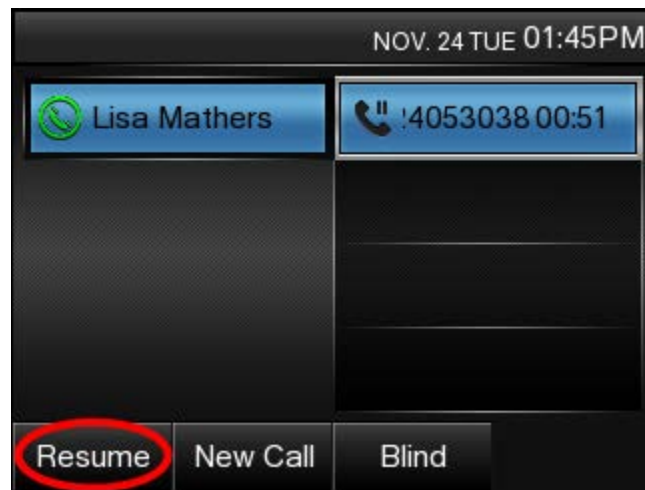 NOV. 24 TUE 01:45PM
Lisa Mathers
:4053038 00:51
Resume New Call Blind